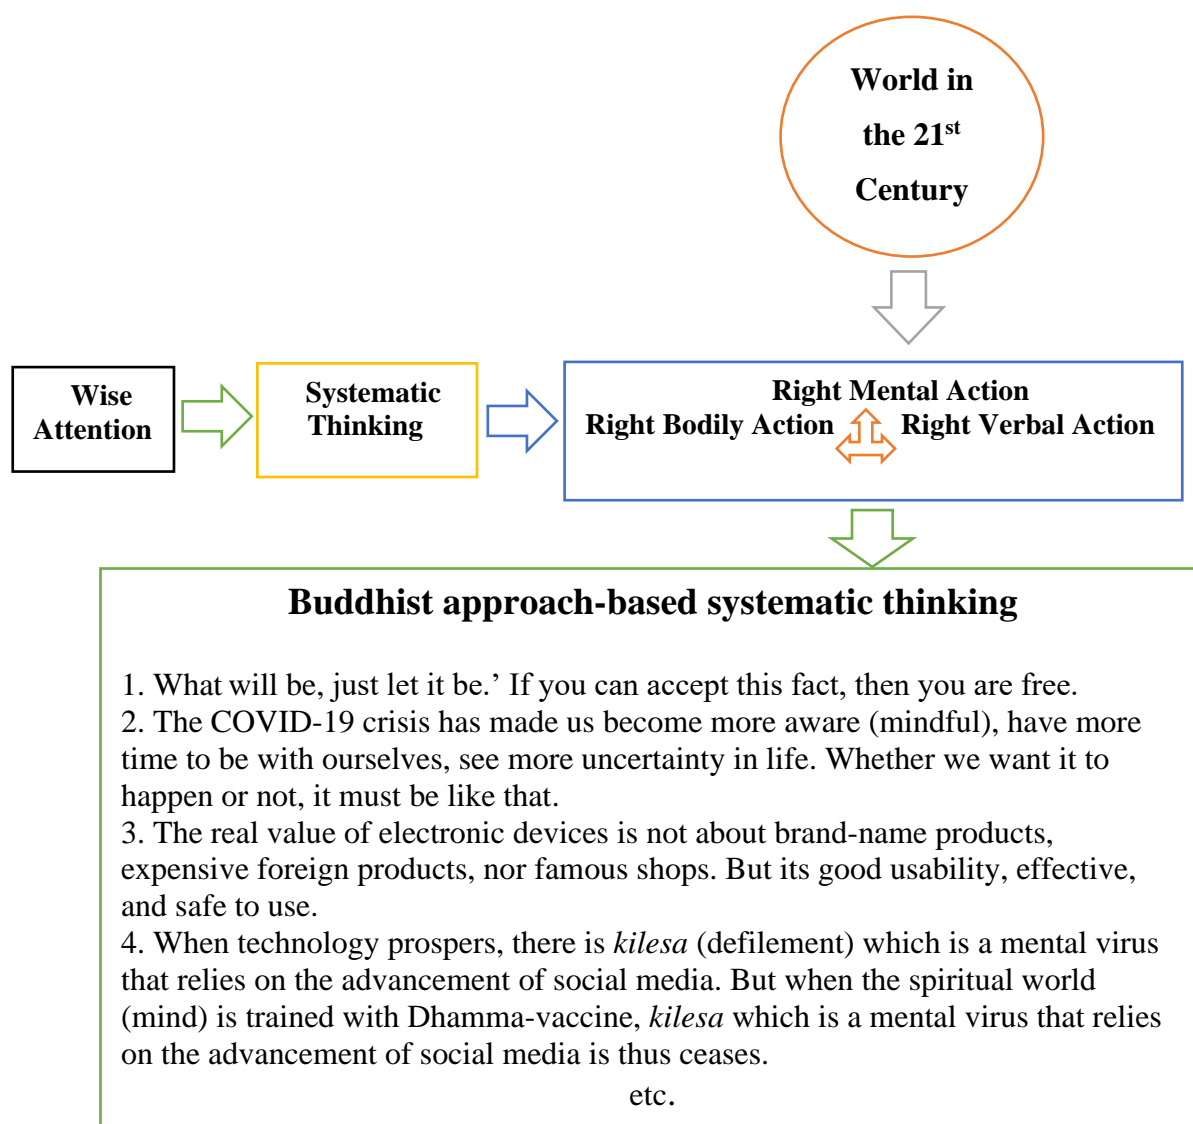 World in
the 21st
Century
Wise
Attention
Systematic
Thinking
Right Mental Action
Right Bodily Action Right Verbal Action
Buddhist approach-based systematic thinking
1. What will be, just let it be.’ If you can accept this fact, then you are free.
2. The COVID-19 crisis has made us become more aware (mindful), have more
time to be with ourselves, see more uncertainty in life. Whether we want it to
happen or not, it must be like that.
3. The real value of electronic devices is not about brand-name products,
expensive foreign products, nor famous shops. But its good usability, effective,
and safe to use.
4. When technology prospers, there is kilesa (defilement) which is a mental virus
that relies on the advancement of social media. But when the spiritual world
(mind) is trained with Dhamma-vaccine, kilesa which is a mental virus that relies
on the advancement of social media is thus ceases.
etc.